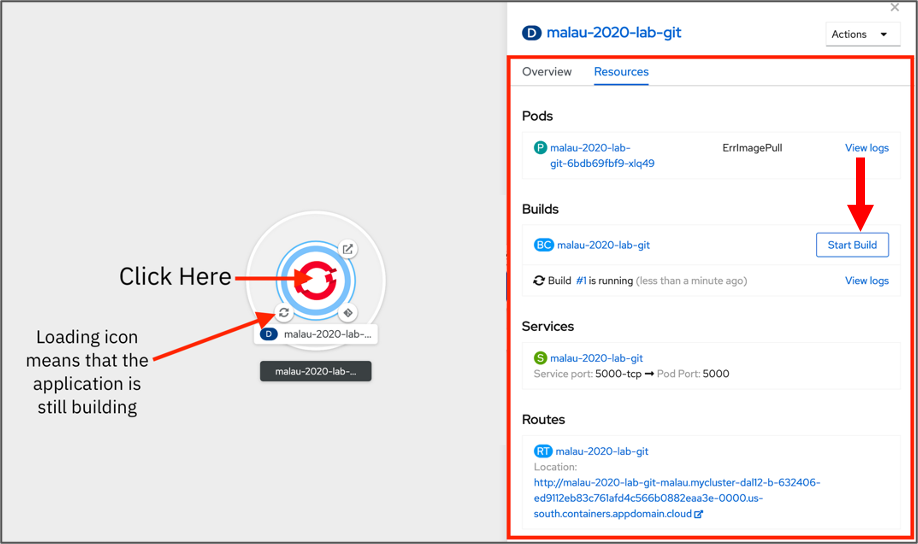 D malau-2020-lab-git
Actions
Overview Resources
Pods
P malau-2020-lab-
git-6bdb69fbf9-xlq49
ErrImagePull
View logs
Builds
BC malau-2020-lab-git
Start Build
Build #1 is running (less than a minute ago)
View logs
Services
S malau-2020-lab-git
Service port: 5000-tcp ➞ Pod Port: 5000
Routes
RT malau-2020-lab-git
Location:
http://malau-2020-lab-git-malau.mycluster-dal12-b-632406-
ed9112eb83c761afd4c566b0882eaa3e-0000.us-
south.containers.appdomain.cloud
Click Here
Loading icon
means that the
application is
still building
D malau-2020-lab-...
malau-2020-lab-...